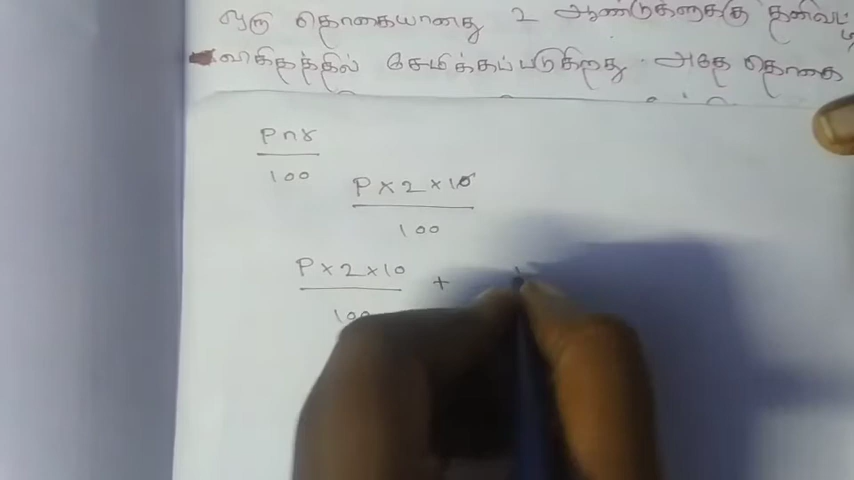 ஒரு தொகையானது 2 ஆண்டுகளுக்கு தனிவட்டி
விகிதத்தில் சேமிக்கப்படுகிறது. அதே தொகை
Pnr
100
P × 2 × 10
100
P × 2 × 10 +
100